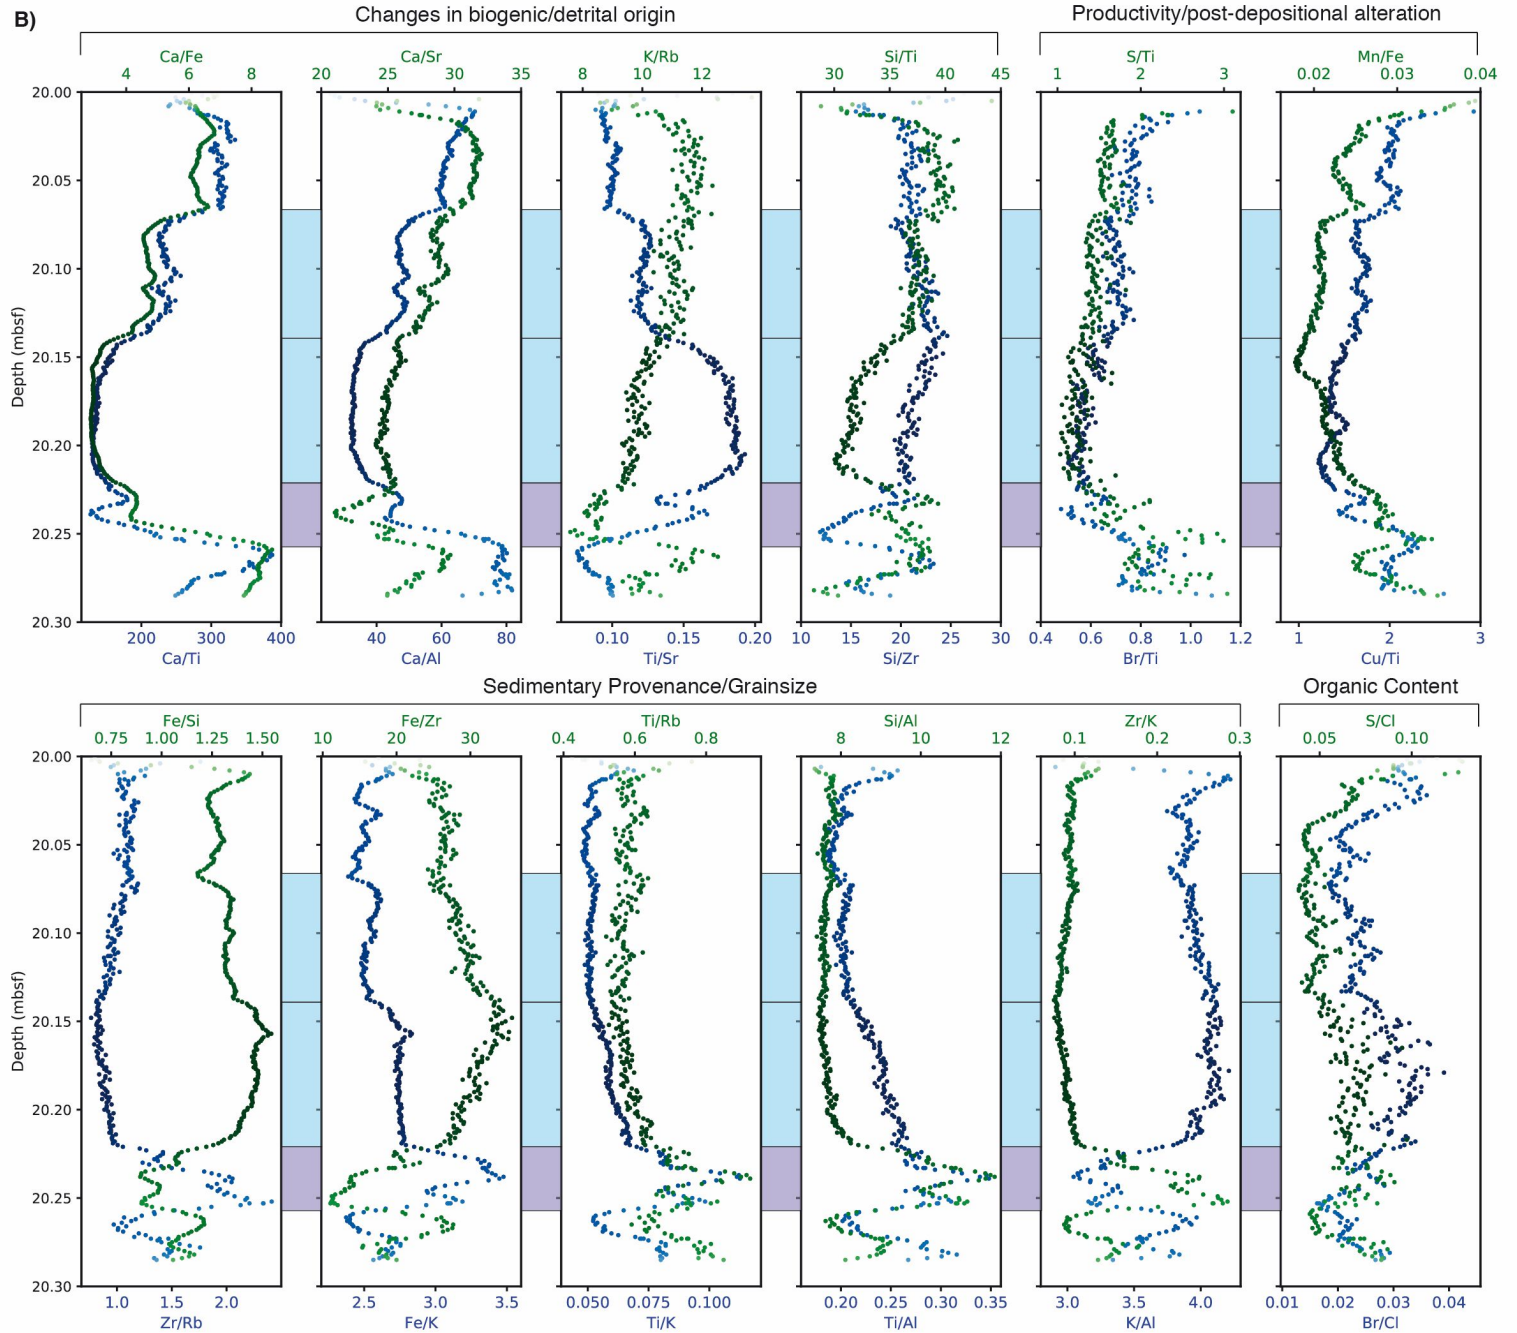 B)
Changes in biogenic/detrital origin
Productivity/post-depositional alteration
Ca/Fe Ca/Sr K/Rb Si/Ti S/Ti Mn/Fe
4 6 8 20 25 30 35 8 10 12 30 35 40 45 1 2 3 0.02 0.03 0.04
20.00
20.05
20.10
20.15
20.20
20.25
20.30
Depth (mbsf)
200 300 400 40 60 80 0.10 0.15 0.20 10 15 20 25 30 0.4 0.6 0.8 1.0 1.2 1 2 3
Ca/Ti Ca/Al Ti/Sr Si/Zr Br/Ti Cu/Ti
Sedimentary Provenance/Grainsize
Organic Content
Fe/Si Fe/Zr Ti/Rb Si/Al Zr/K S/Cl
0.75 1.00 1.25 1.50 10 20 30 0.4 0.6 0.8 8 10 12 0.1 0.2 0.3 0.05 0.10
20.00
20.05
20.10
20.15
20.20
20.25
20.30
Depth (mbsf)
1.0 1.5 2.0 2.5 3.0 3.5 0.050 0.075 0.100 0.20 0.25 0.30 0.35 3.0 3.5 4.0 0.01 0.02 0.03 0.04
Zr/Rb Fe/K Ti/K Ti/Al K/Al Br/Cl